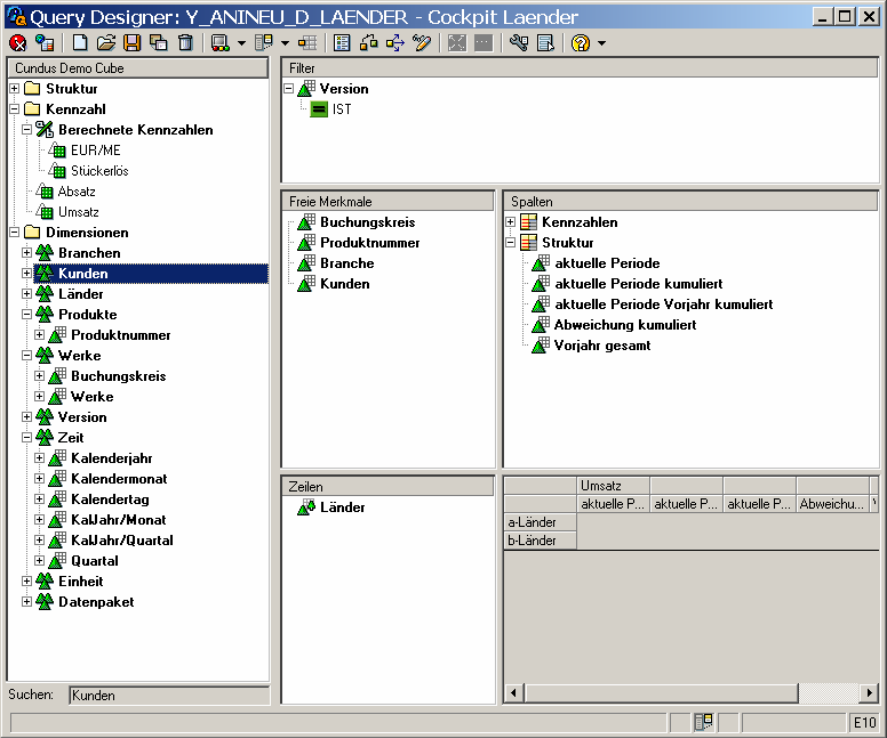 Query Designer: Y_ANINEU_D_LAENDER - Cockpit Laender
Cundus Demo Cube
Struktur
Kennzahl
Berechnete Kennzahlen
EUR/ME
Stückerlös
Absatz
Umsatz
Dimensionen
Branchen
Kunden
Länder
Produkte
Produktnummer
Werke
Buchungskreis
Werke
Version
Zeit
Kalenderjahr
Kalendermonat
Kalendertag
KalJahr/Monat
KalJahr/Quartal
Quartal
Einheit
Datenpaket
Suchen: Kunden
Filter
Version
IST
Freie Merkmale
Buchungskreis
Produktnummer
Branche
Kunden
Spalten
Kennzahlen
Struktur
aktuelle Periode
aktuelle Periode kumuliert
aktuelle Periode Vorjahr kumuliert
Abweichung kumuliert
Vorjahr gesamt
Zeilen
Länder
Umsatz
aktuelle P... aktuelle P... aktuelle P... Abweichu...
a-Länder
b-Länder
E10